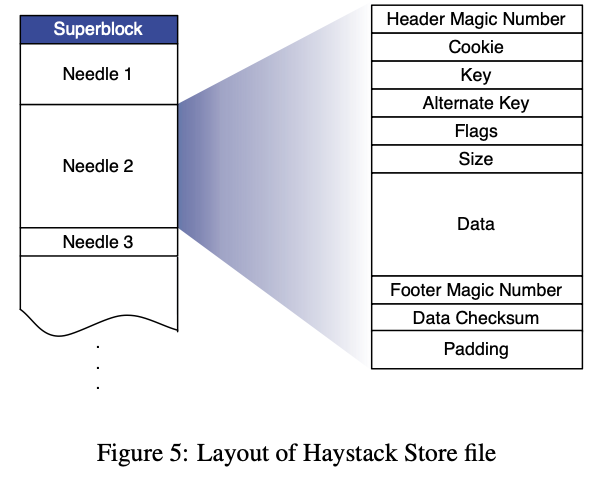 Superblock
Needle 1
Needle 2
Needle 3
.
.
.
Header Magic Number
Cookie
Key
Alternate Key
Flags
Size
Data
Footer Magic Number
Data Checksum
Padding
Figure 5: Layout of Haystack Store file